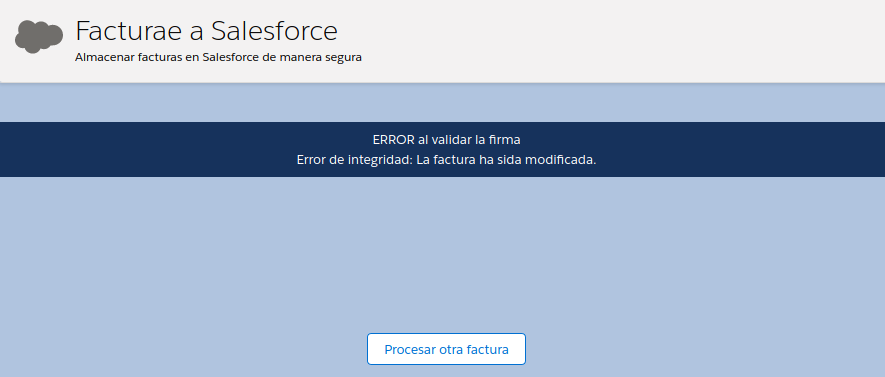 Facturae a Salesforce
Almacenar facturas en Salesforce de manera segura
ERROR al validar la firma
Error de integridad: La factura ha sida modificada.
Procesar otra factura